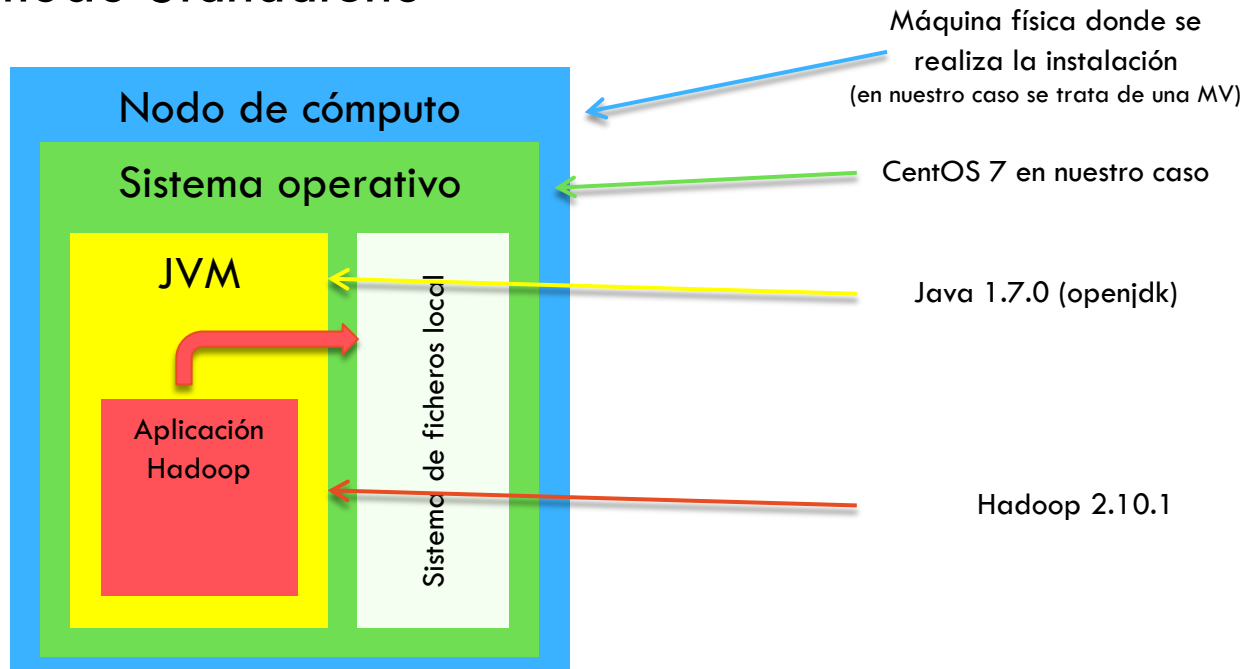 Máquina física donde se
realiza la instalación
(en nuestro caso se trata de una MV)
Nodo de cómputo
Sistema operativo
CentOS 7 en nuestro caso
JVM
Sistema de ficheros local
Java 1.7.0 (openjdk)
Aplicación
Hadoop
Hadoop 2.10.1